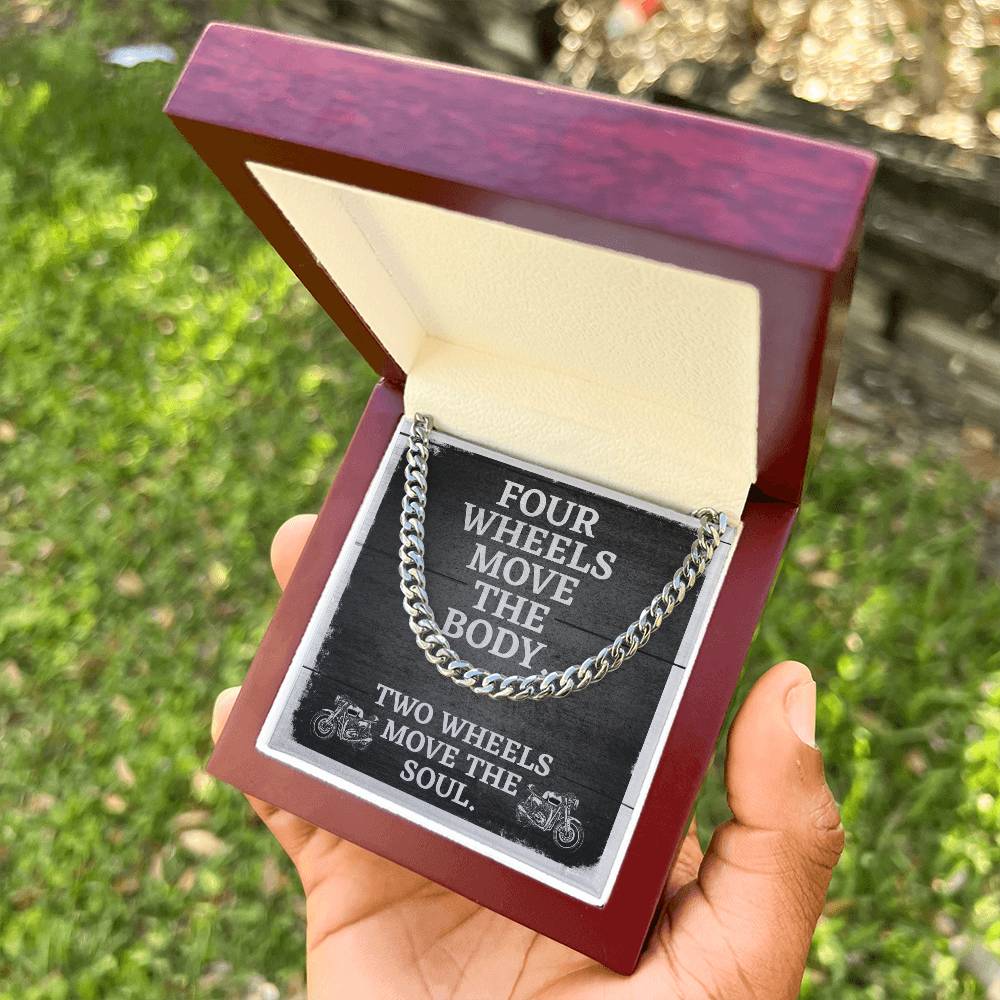 FOUR
WHEELS
MOVE
THE
BODY.
TWO WHEELS
MOVE THE
SOUL.